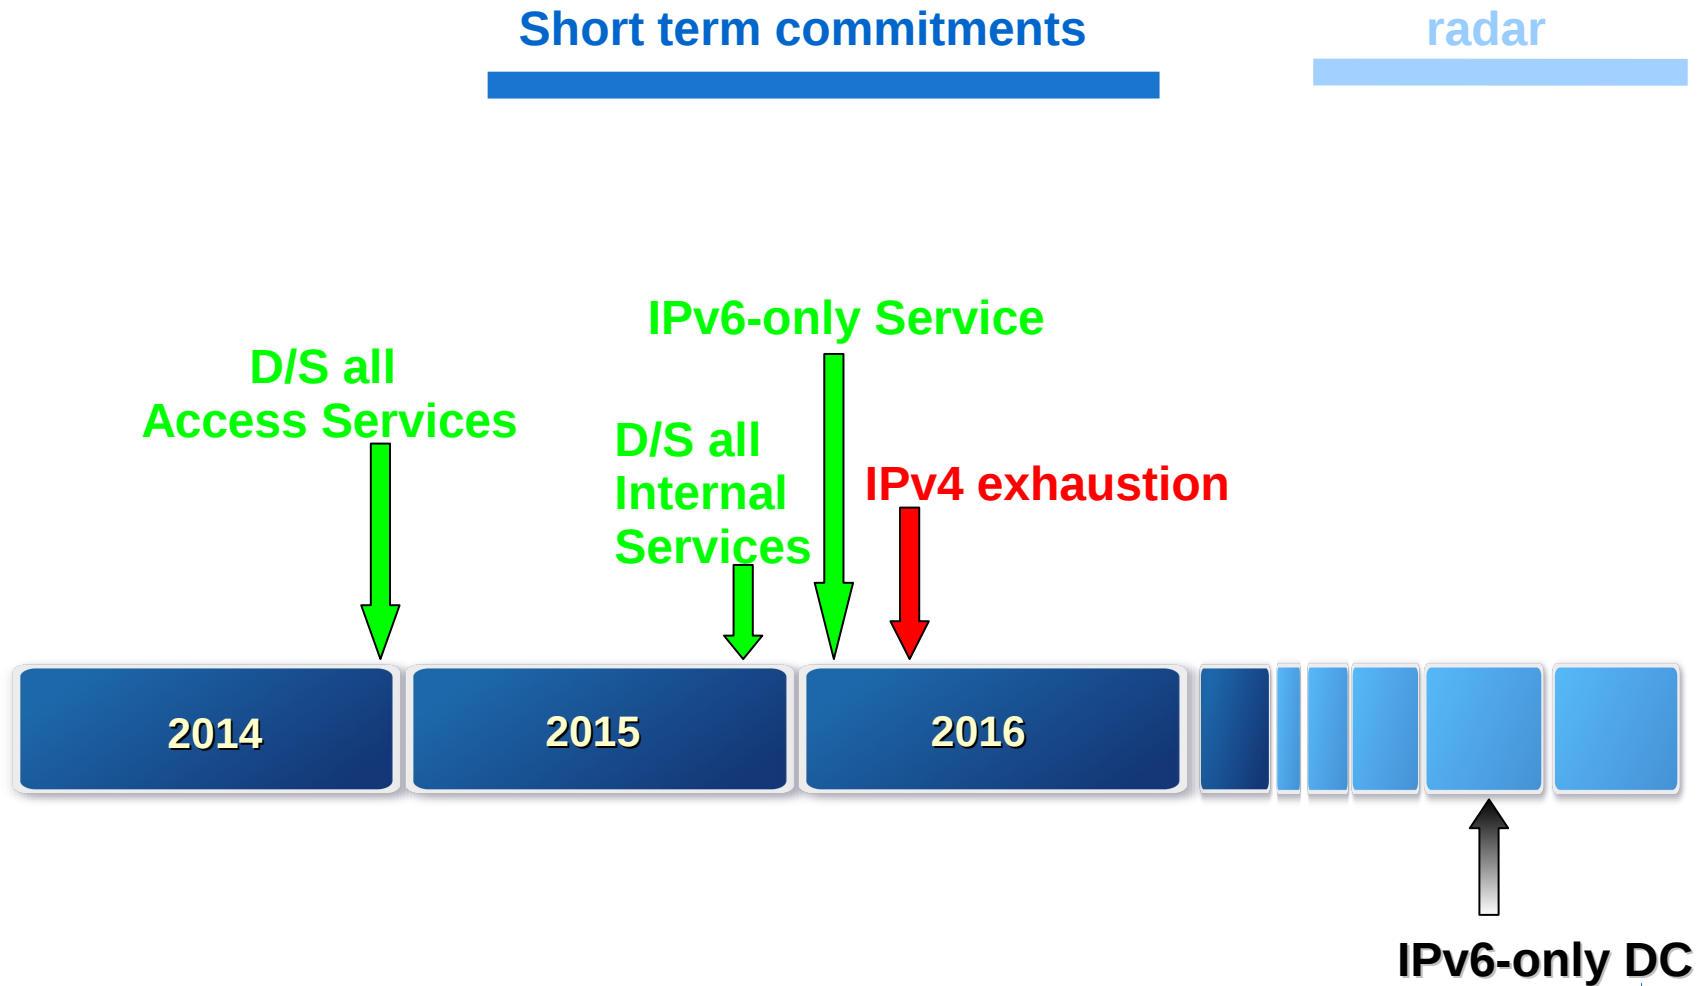 Short term commitments
radar
IPv6-only Service
D/S all
Access Services
D/S all
Internal
Services
IPv4 exhaustion
2014
2015
2016
IPv6-only DC